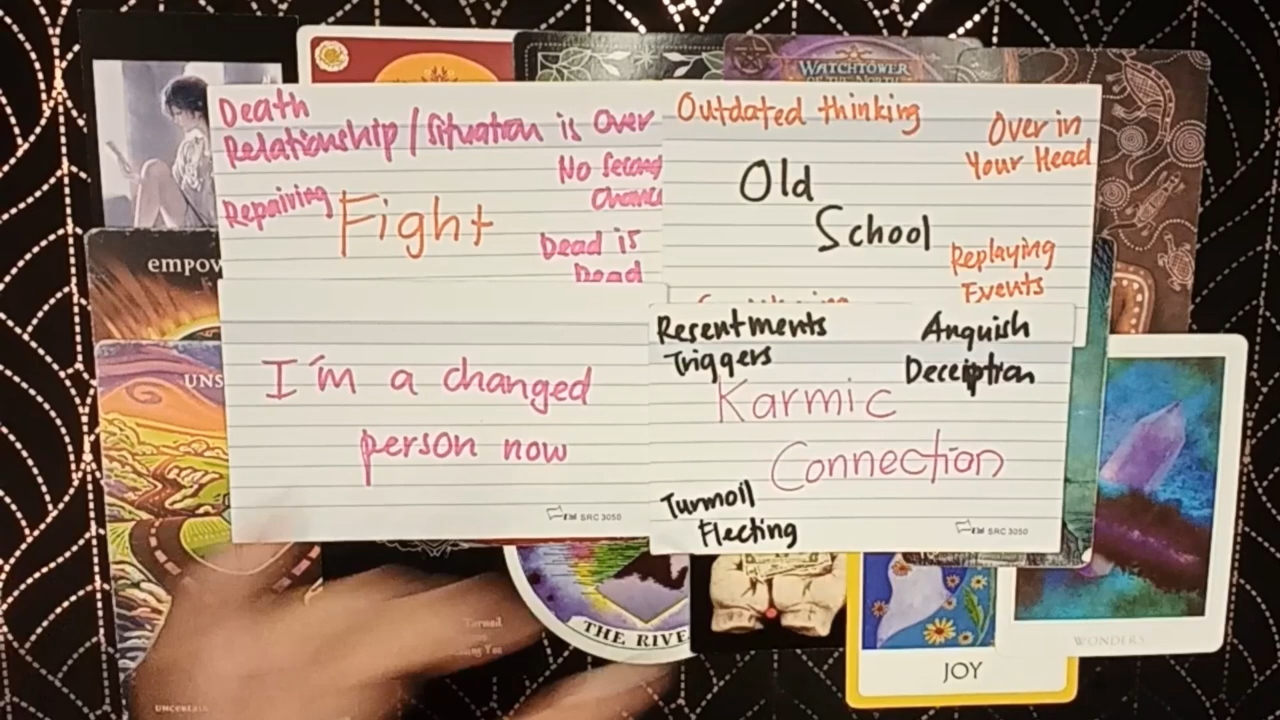 WATCHTOWER
OF THE NORTH
Death
Relationship/Situation is Over
No Second
Chance
Repairing
Fight
Dead is
Dead
Outdated thinking
Over in
Your Head
Old
School
Replaying
Events
empow
UNS
I'm a changed
person now
SRC 3050
Resentments
Triggers
Anguish
Deception
Karmic
Connection
Turmoil
Fleeting
SRC 3050
THE RIVE
JOY
WONDERS